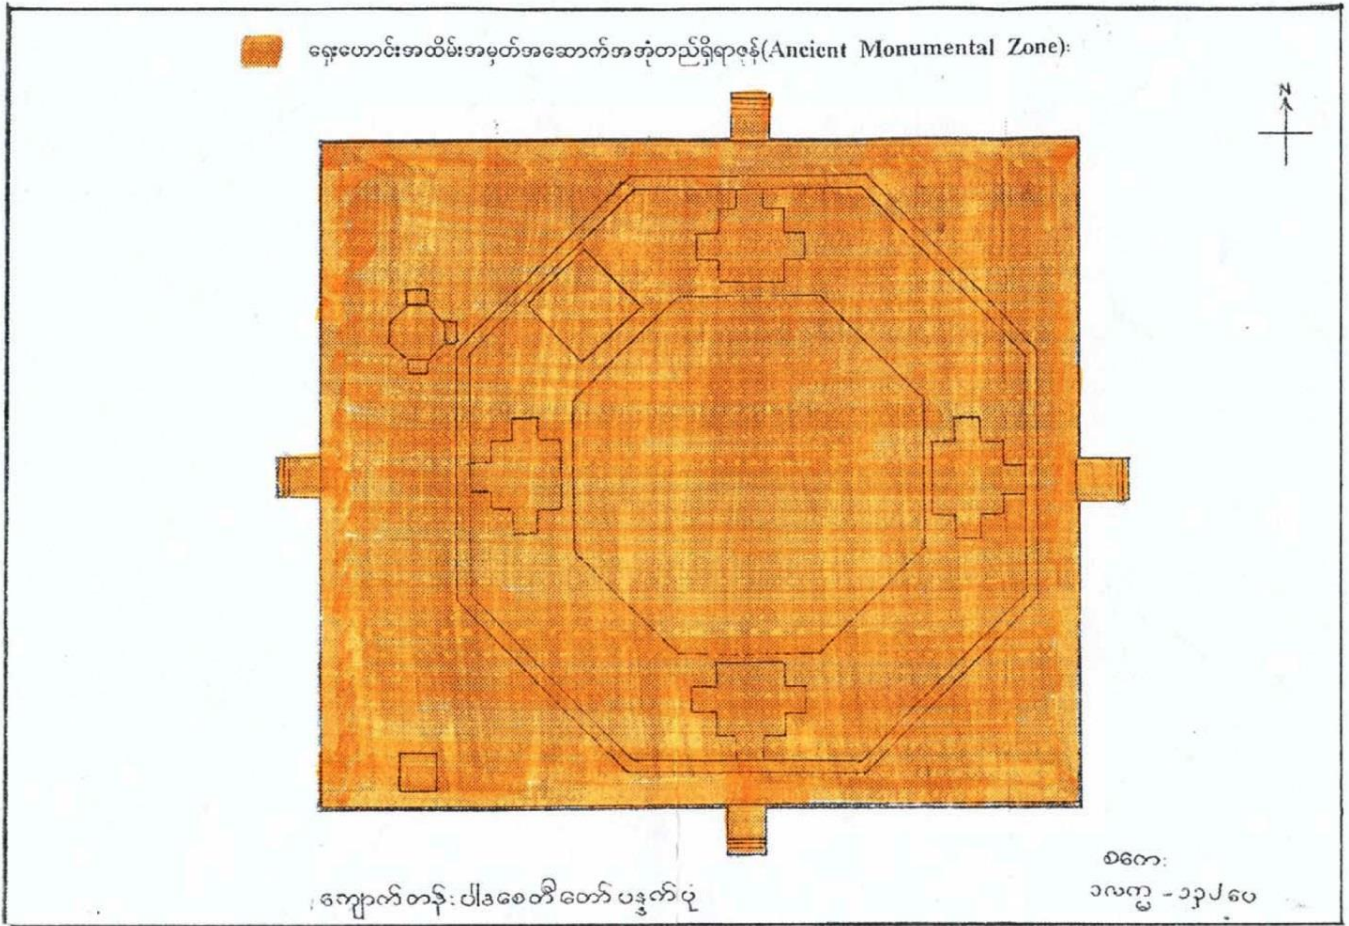 ရှေးဟောင်းအထိမ်းအမှတ်အဆောက်အအုံတည်ရှိရာဇုန်(Ancient Monumental Zone)း
N
ကျောက်တန်းပါဒစေတီတော်ပန္နက်ပုံ
စကေး
၁လက္မ - ၁၃၂ပေ